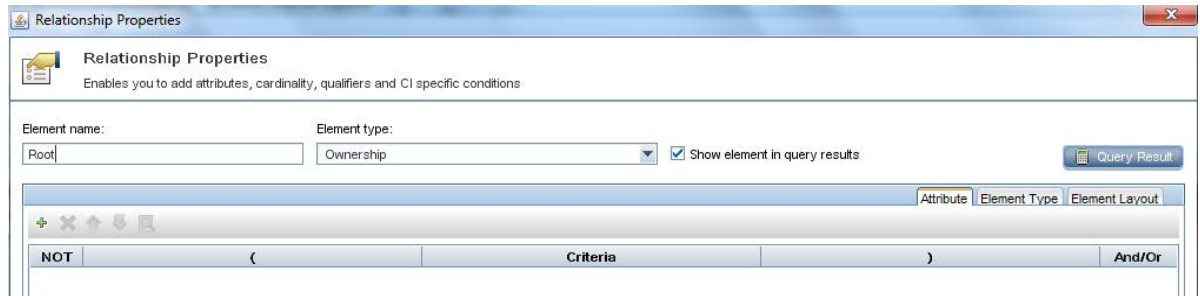 Relationship Properties
Relationship Properties
Enables you to add attributes, cardinality, qualifiers and CI specific conditions
Element name: Element type:
Root Ownership Show element in query results Query Result
Attribute Element Type Element Layout
NOT ( Criteria ) And/Or